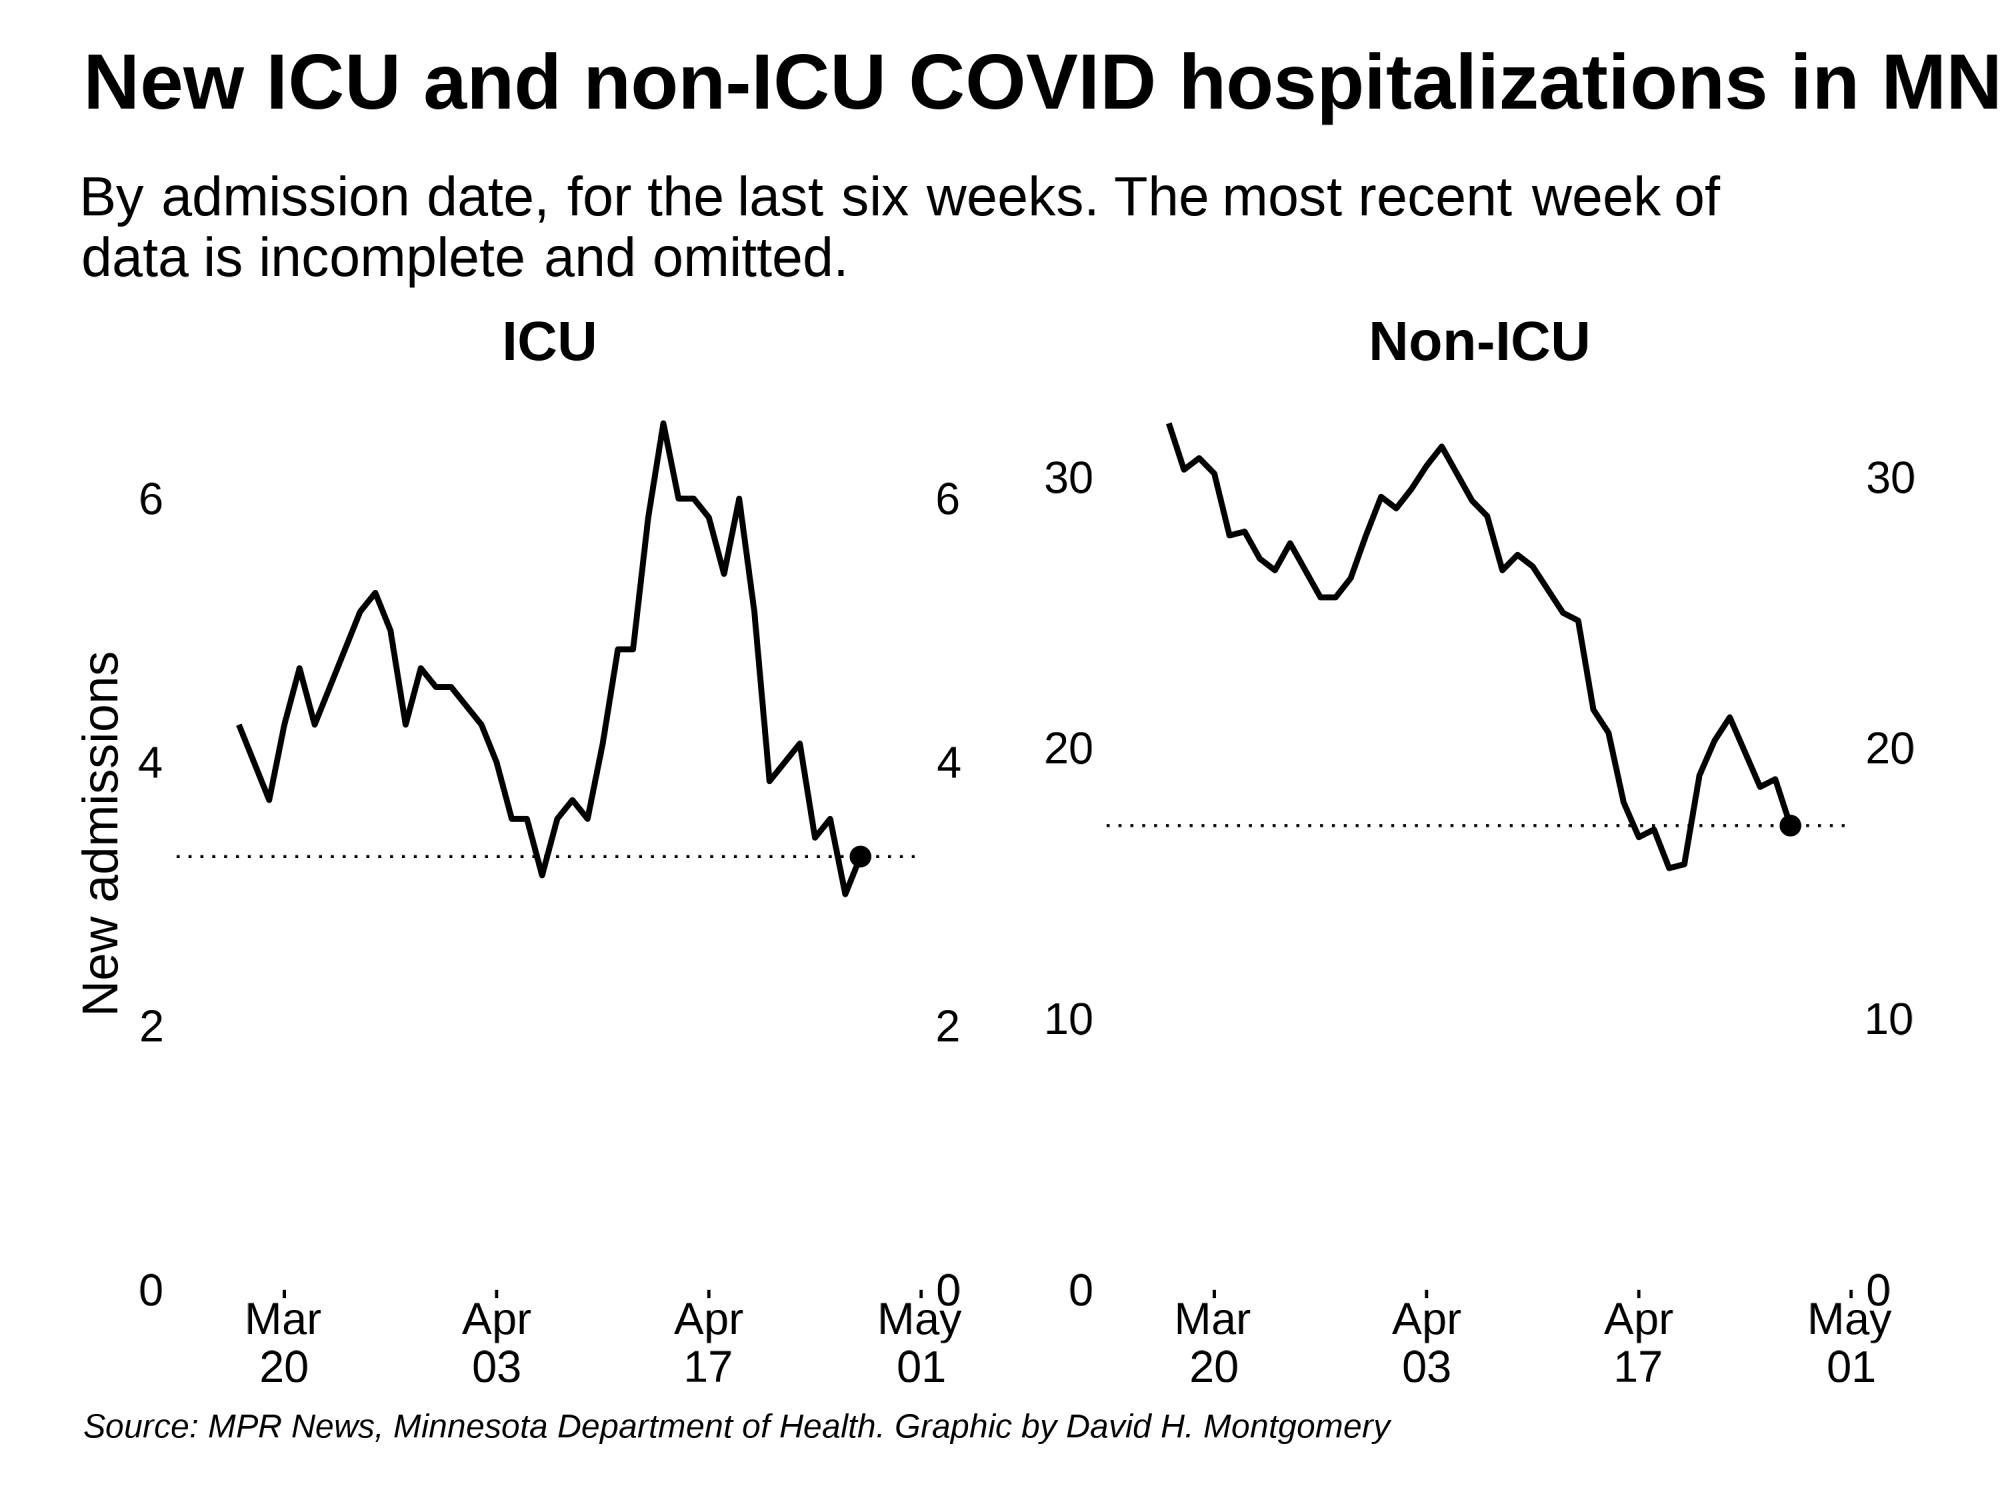 New ICU and non-ICU COVID hospitalizations in MN
By admission date, for the last six weeks. The most recent week of
data is incomplete and omitted.
ICU
Non-ICU
New admissions
6
4
2
0
6
4
2
0
Mar
20
Apr
03
Apr
17
May
01
30
20
10
0
30
20
10
0
Mar
20
Apr
03
Apr
17
May
01
Source: MPR News, Minnesota Department of Health. Graphic by David H. Montgomery